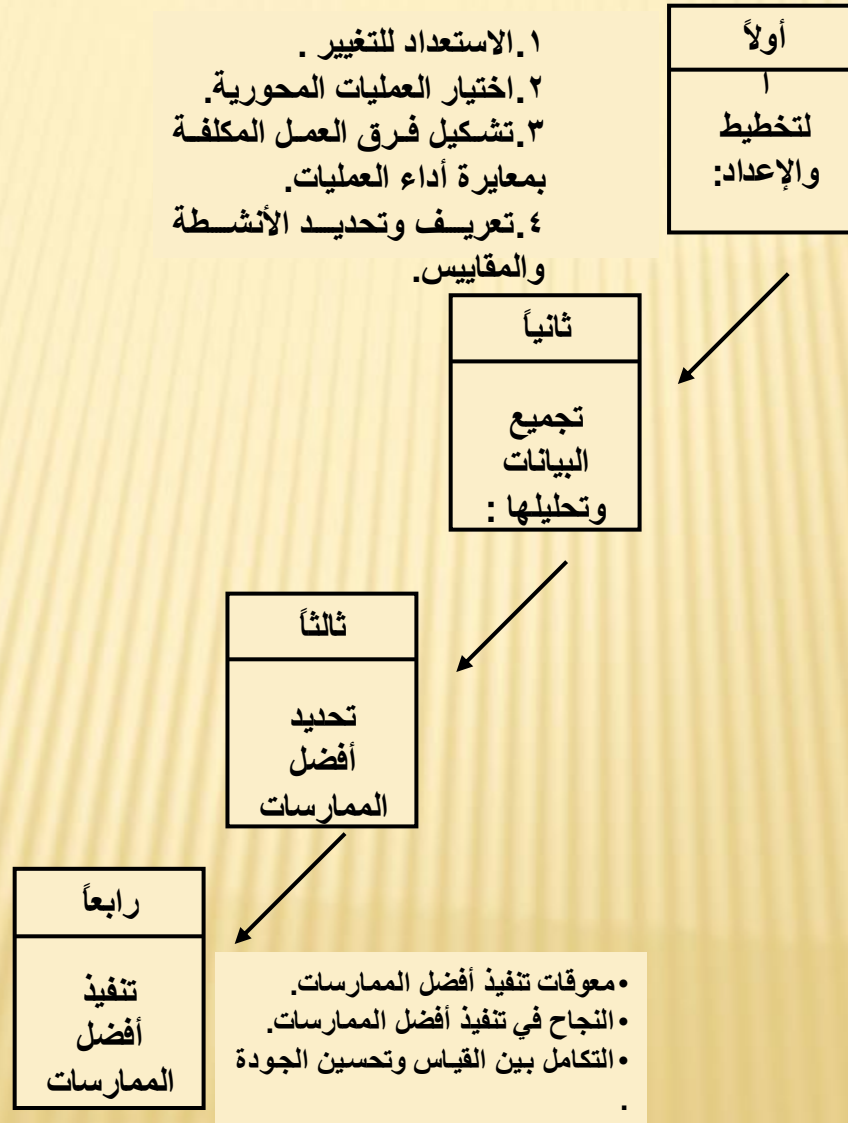 أولاً
ا
لتخطيط
والإعداد:
١.الاستعداد للتغيير .
٢.اختيار العمليات المحورية.
٣.تشكيل فرق العمل المكلفة
بمعايرة أداء العمليات.
٤.تعريف وتحديد الأنشطة
والمقاييس.
ثانياً
تجميع
البيانات
وتحليلها :
ثالثاً
تحديد
أفضل
الممارسات
رابعاً
تنفيذ
أفضل
الممارسات
•معوقات تنفيذ أفضل الممارسات.
•النجاح في تنفيذ أفضل الممارسات.
•التكامل بين القياس وتحسين الجودة
.